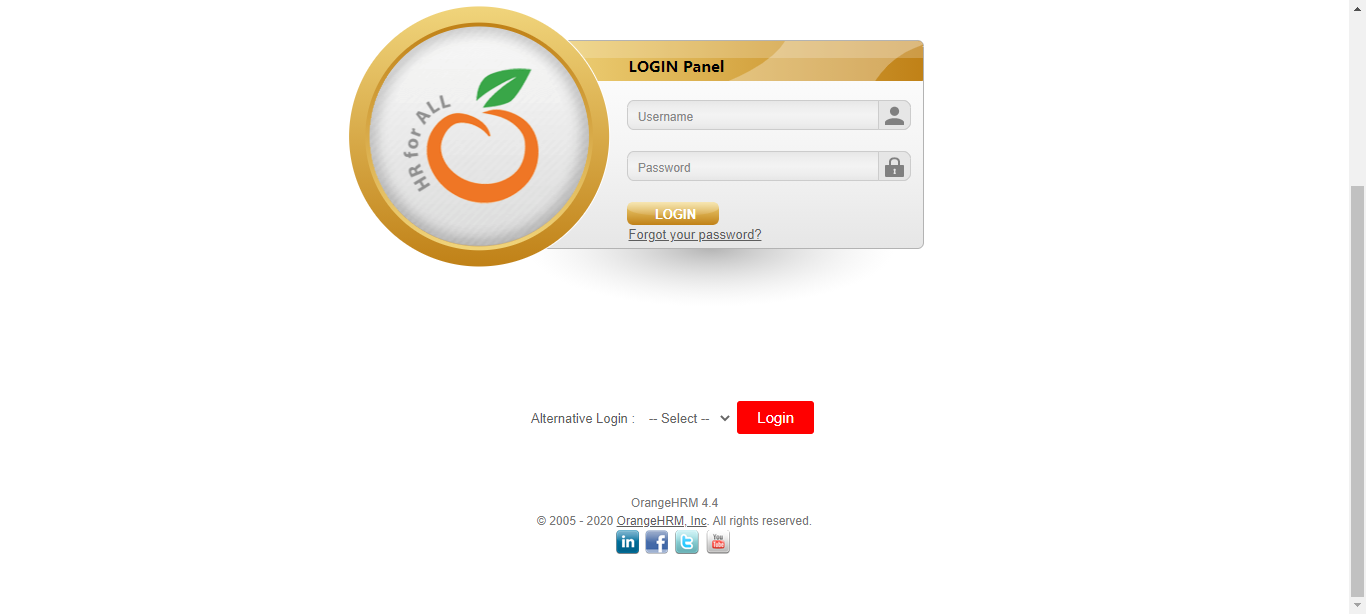 HR for ALL
LOGIN Panel
Username
Password
LOGIN
Forgot your password?
Alternative Login :
-- Select --
Login
OrangeHRM 4.4
© 2005 - 2020 OrangeHRM, Inc. All rights reserved.
in
f
t
You Tube